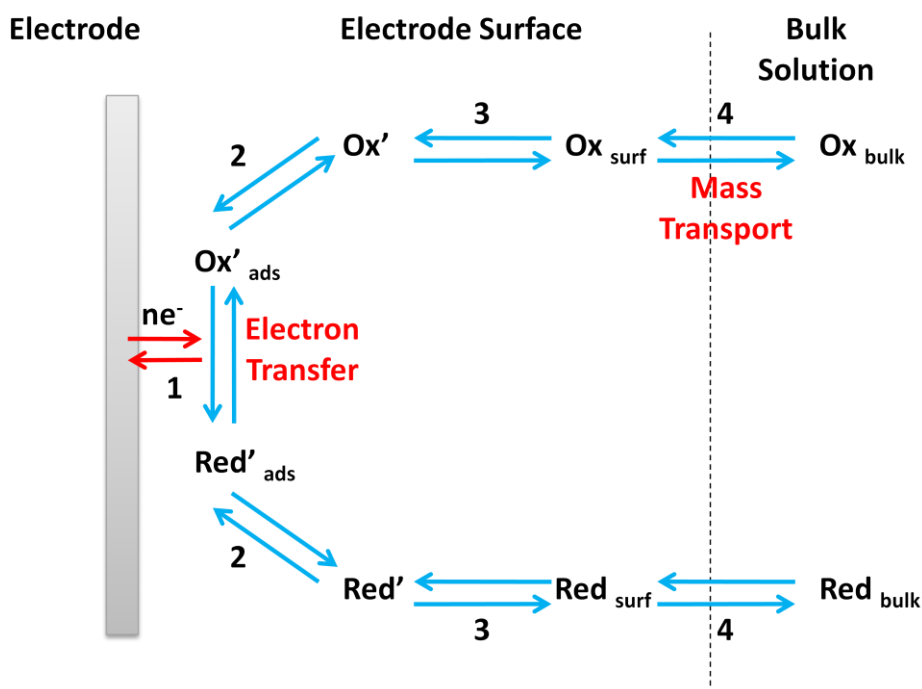 Electrode
Electrode Surface
Bulk
Solution
2
Ox’
3
Ox surf
4
Ox bulk
Mass
Transport
Ox’ ads
ne-
Electron
Transfer
1
Red’ ads
2
Red’
3
Red surf
4
Red bulk